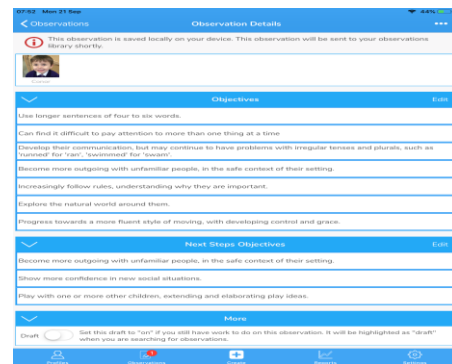 07:52 Mon 21 Sep 44%
Observations Observation Details
This observation is saved locally on your device. This observation will be sent to your observations
library shortly.
Objectives Edit
Use longer sentences of four to six words.
Can find it difficult to pay attention to more than one thing at a time
Develop their communication, but may continue to have problems with irregular tenses and plurals, such as
'runned' for 'ran', 'swimmed' for 'swam'.
Become more outgoing with unfamiliar people, in the safe context of their setting.
Increasingly follow rules, understanding why they are important.
Explore the natural world around them.
Progress towards a more fluent style of moving, with developing control and grace.
Next Steps Objectives Edit
Become more outgoing with unfamiliar people, in the safe context of their setting.
Show more confidence in new social situations.
Play with one or more other children, extending and elaborating play ideas.
More
Draft Set this draft to "on" if you still have work to do on this observation. It will be highlighted as "draft"
when you are searching for observations.
Profiles Observations Create Reports Settings